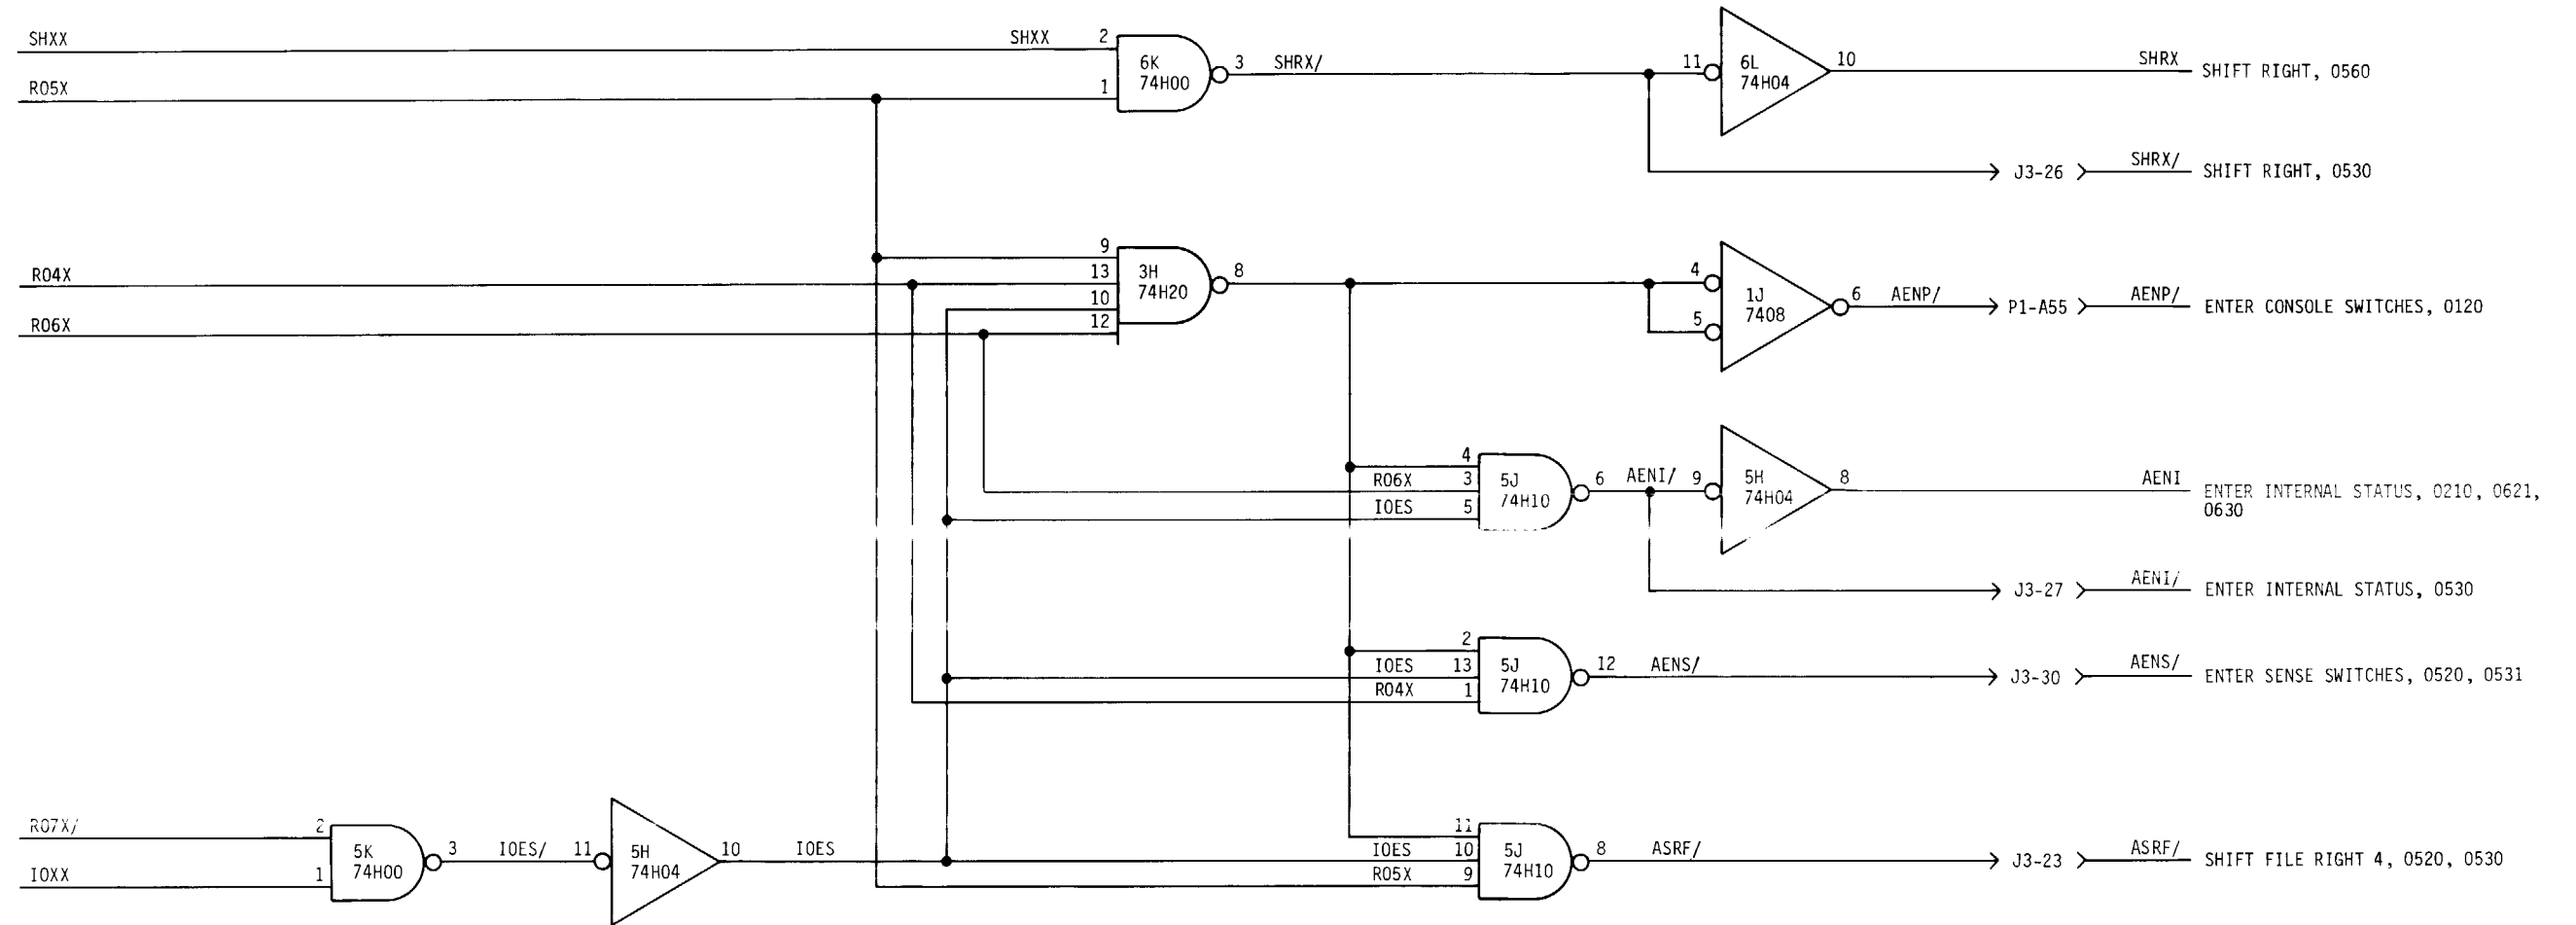 SHXX
SHXX 2
R05X
1
6K
74H00
3 SHRX/
11
6L
74H04
10
SHRX
SHIFT RIGHT, 0560
J3-26
SHRX/
SHIFT RIGHT, 0530
R04X
R06X
9
13
10
12
3H
74H20
8
4
5
1J
7408
6 AENP/
P1-A55
AENP/
ENTER CONSOLE SWITCHES, 0120
4
R06X 3
IOES 5
5J
74H10
6 AENI/ 9
5H
74H04
8
AENI
ENTER INTERNAL STATUS, 0210, 0621,
0630
J3-27
AENI/
ENTER INTERNAL STATUS, 0530
2
IOES 13
R04X 1
5J
74H10
12 AENS/
J3-30
AENS/
ENTER SENSE SWITCHES, 0520, 0531
R07X/
2
IOXX
1
5K
74H00
3 IOES/ 11
5H
74H04
10 IOES
11
IOES 10
R05X 9
5J
74H10
8 ASRF/
J3-23
ASRF/
SHIFT FILE RIGHT 4, 0520, 0530